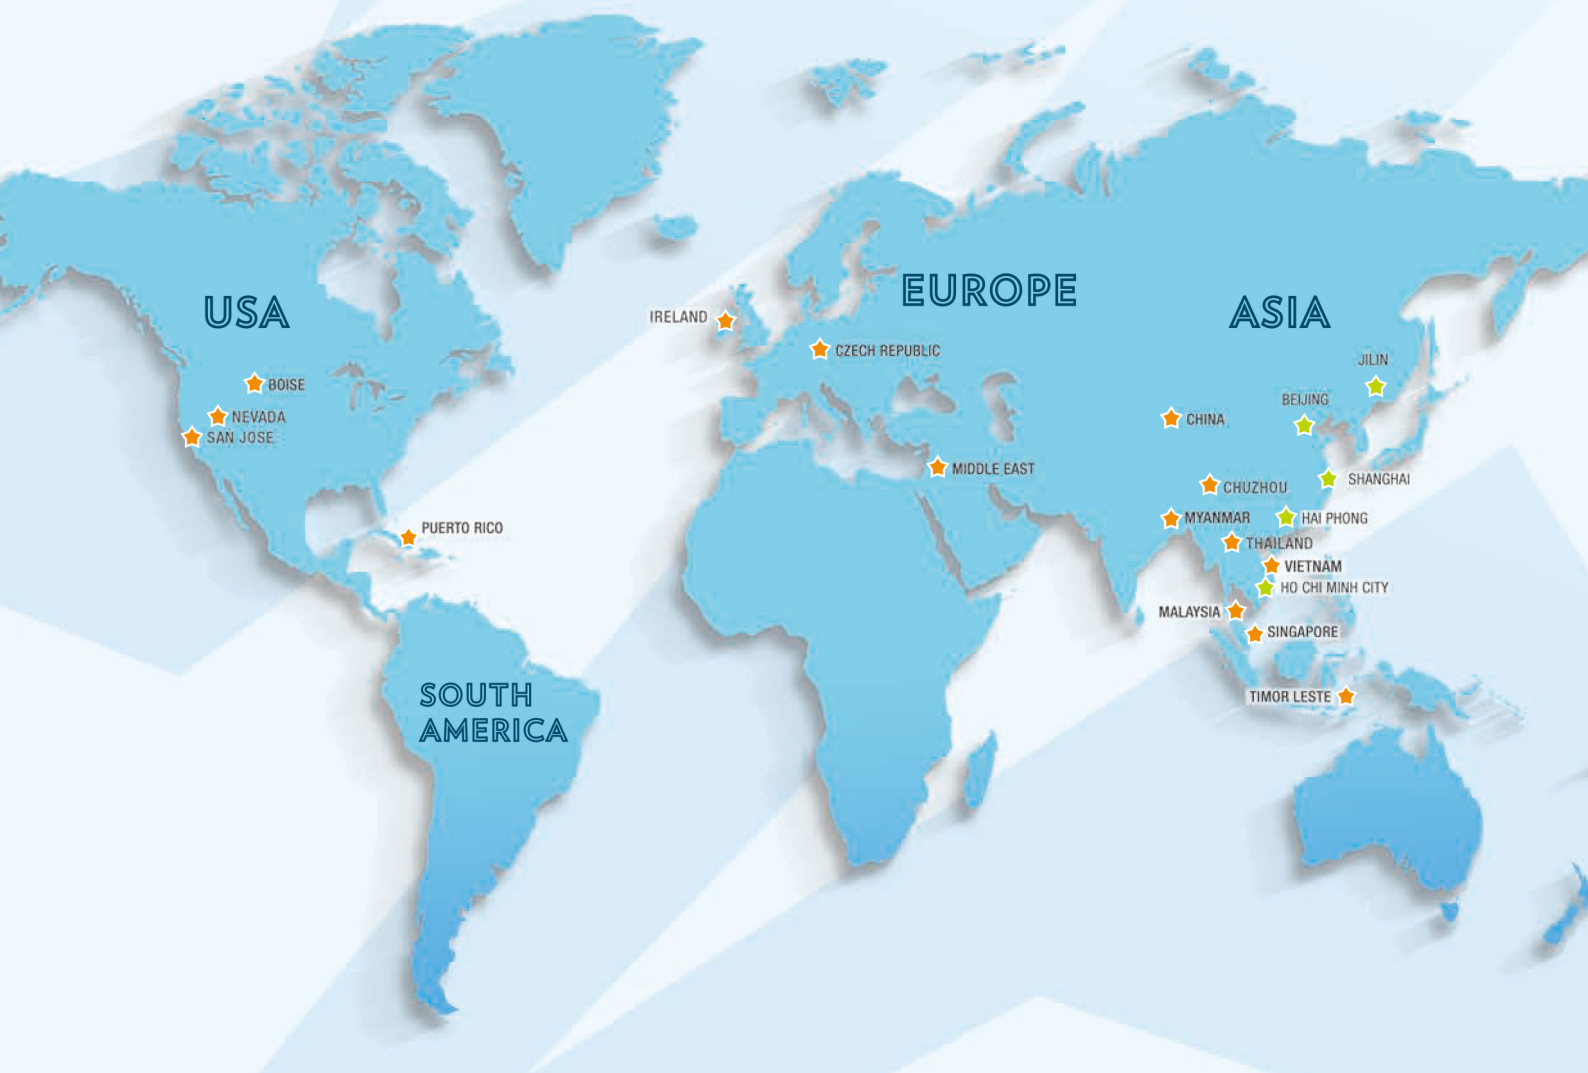 USA
BOISE
NEVADA
SAN JOSE
PUERTO RICO
SOUTH
AMERICA
EUROPE
IRELAND
CZECH REPUBLIC
MIDDLE EAST
ASIA
JILIN
BEIJING
CHINA
SHANGHAI
CHUZHOU
MYANMAR
HAI PHONG
THAILAND
VIETNAM
HO CHI MINH CITY
MALAYSIA
SINGAPORE
TIMOR LESTE